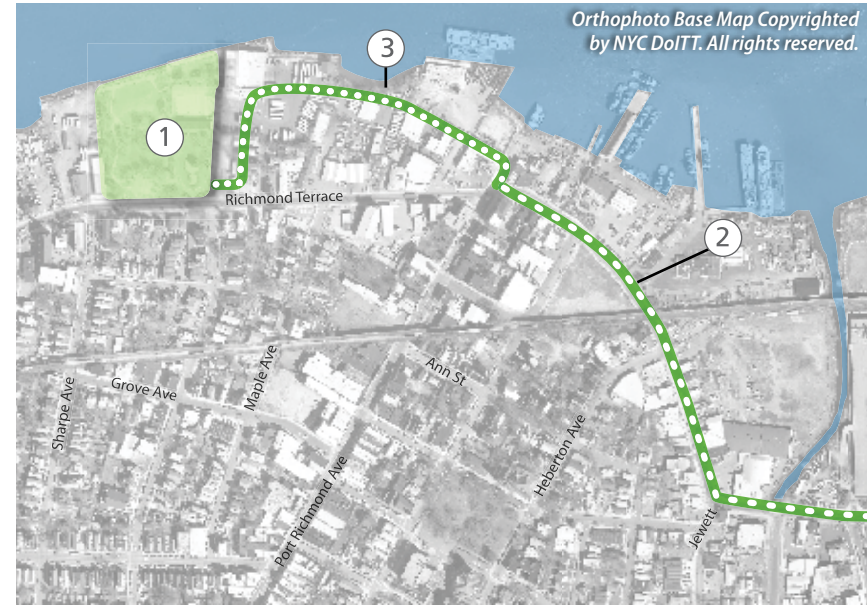 Orthophoto Base Map Copyrighted
by NYC DoITT. All rights reserved.
3
1
Richmond Terrace
2
Ann St
Maple Ave
Grove Ave
Sharpe Ave
Heberton Ave
Port Richmond Ave
Jewett